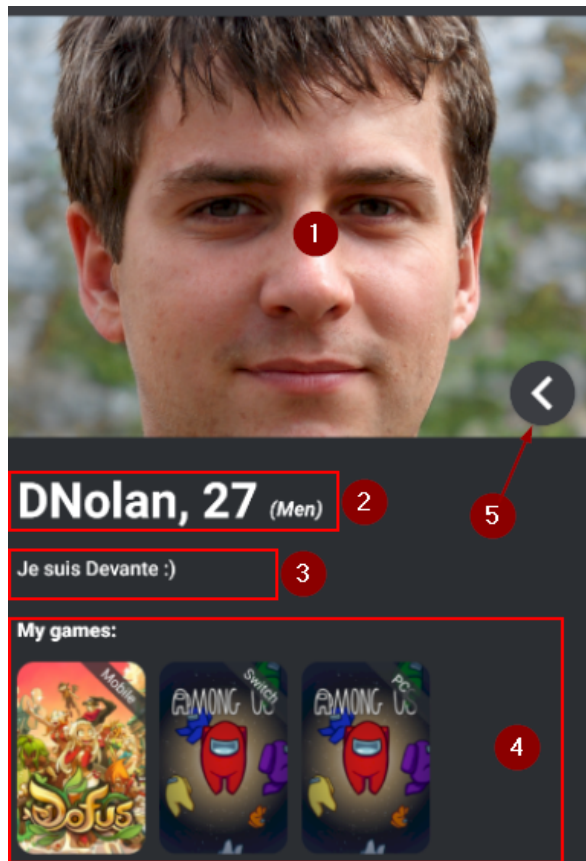 1
DNolan, 27 (Men)
2
5
Je suis Devante :)
3
My games:
Mobile
Switch
PC
AMONG US
AMONG US
4
DOFUS